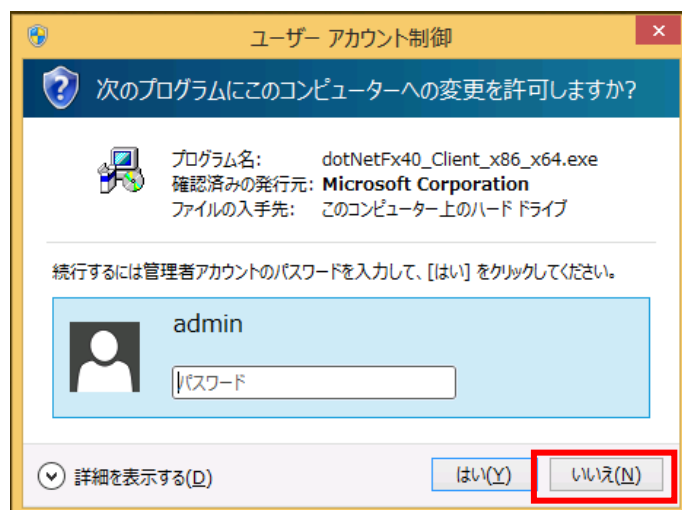 ユーザー アカウント制御
次のプログラムにこのコンピューターへの変更を許可しますか?
プログラム名: dotNetFx40_Client_x86_x64.exe
確認済みの発行元: Microsoft Corporation
ファイルの入手先: このコンピューター上のハード ドライブ
続行するには管理者アカウントのパスワードを入力して、[はい] をクリックしてください。
admin
パスワード
詳細を表示する(D) はい(Y) いいえ(N)